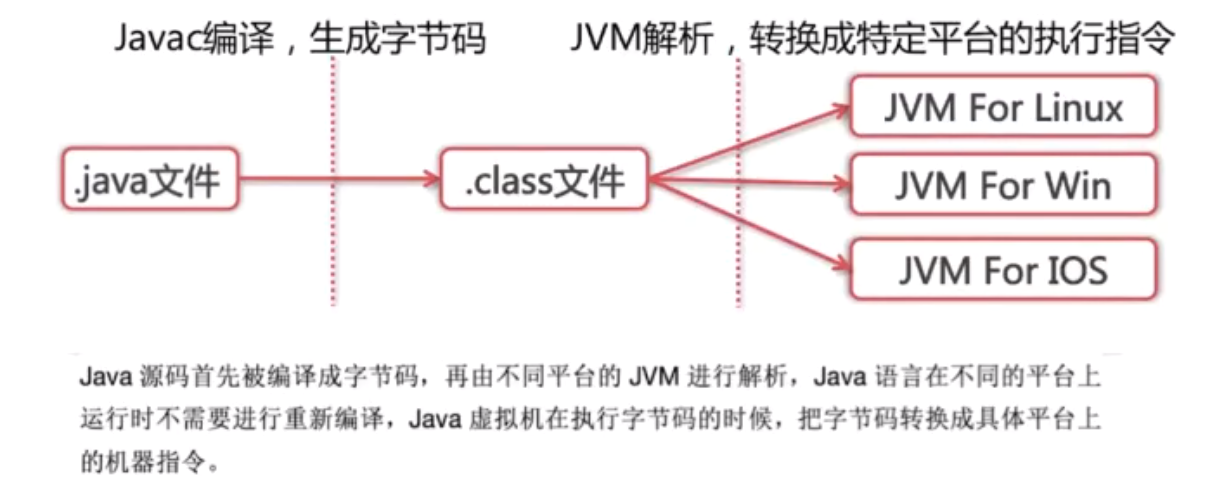 Javac编译，生成字节码
JVM解析，转换成特定平台的执行指令
.java文件
.class文件
JVM For Linux
JVM For Win
JVM For IOS
Java 源码首先被编译成字节码，再由不同平台的 JVM 进行解析，Java 语言在不同的平台上
运行时不需要进行重新编译，Java 虚拟机在执行字节码的时候，把字节码转换成具体平台上
的机器指令。